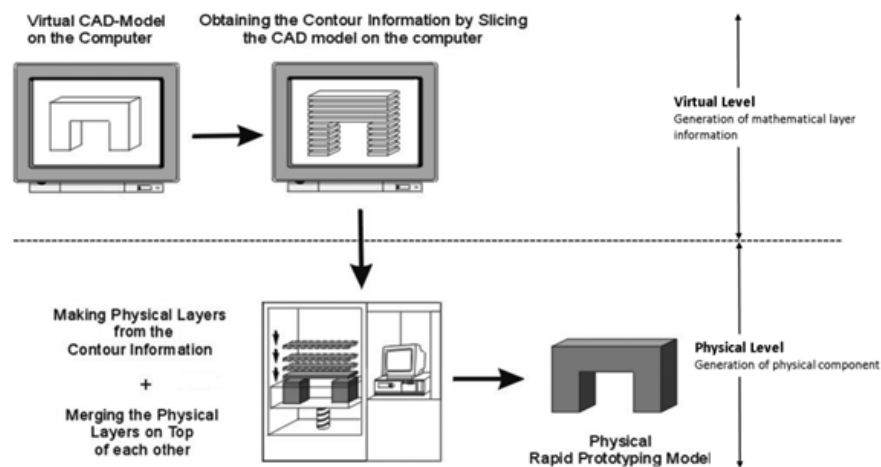 Virtual CAD-Model
on the Computer
Obtaining the Contour Information by Slicing
the CAD model on the computer
Virtual Level
Generation of mathematical layer
information
Making Physical Layers
from the
Contour Information
+
Merging the Physical
Layers on Top
of each other
Physical
Rapid Prototyping Model
Physical Level
Generation of physical component